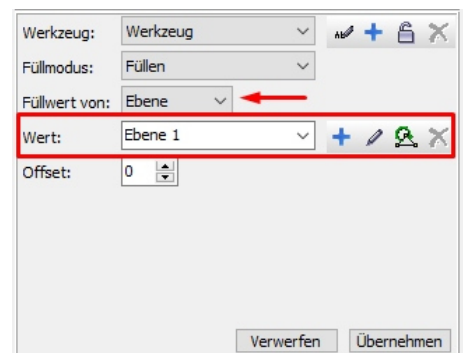 Werkzeug: Werkzeug
Füllmodus: Füllen
Füllwert von: Ebene
Wert: Ebene 1
Offset: 0
Verwerfen Übernehmen